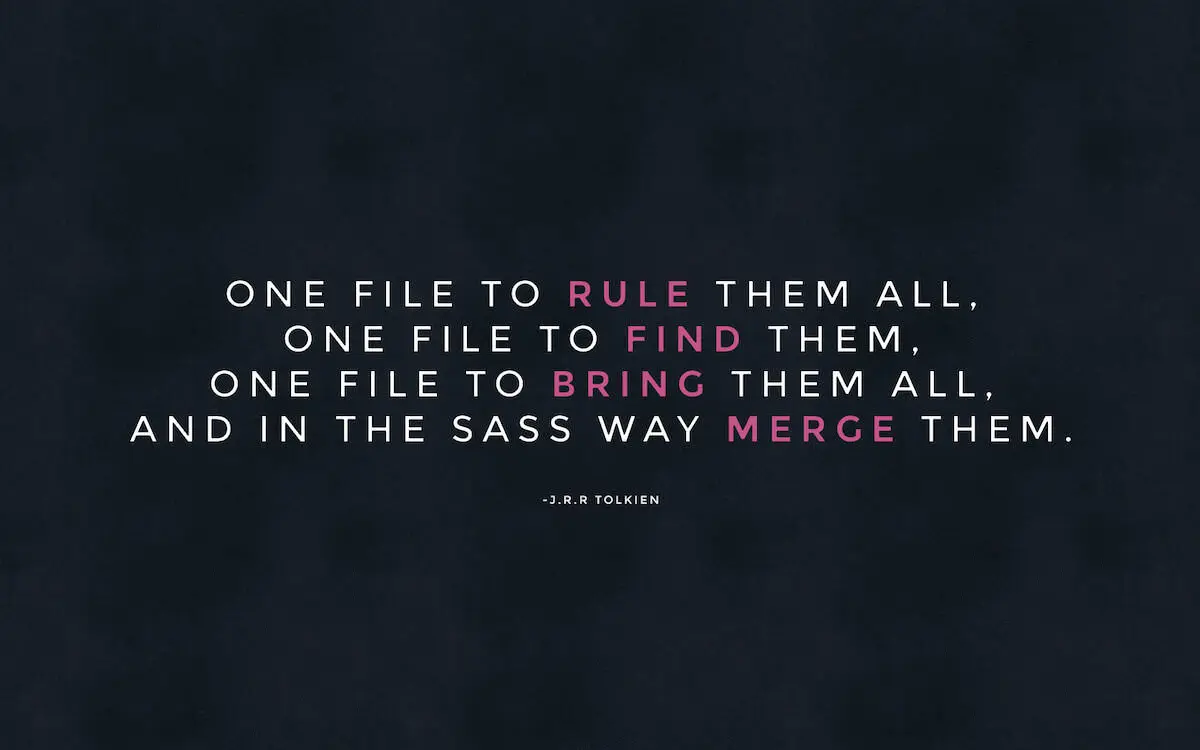 ONE FILE TO RULE THEM ALL,
ONE FILE TO FIND THEM,
ONE FILE TO BRING THEM ALL,
AND IN THE SASS WAY MERGE THEM.
-J.R.R TOLKIEN